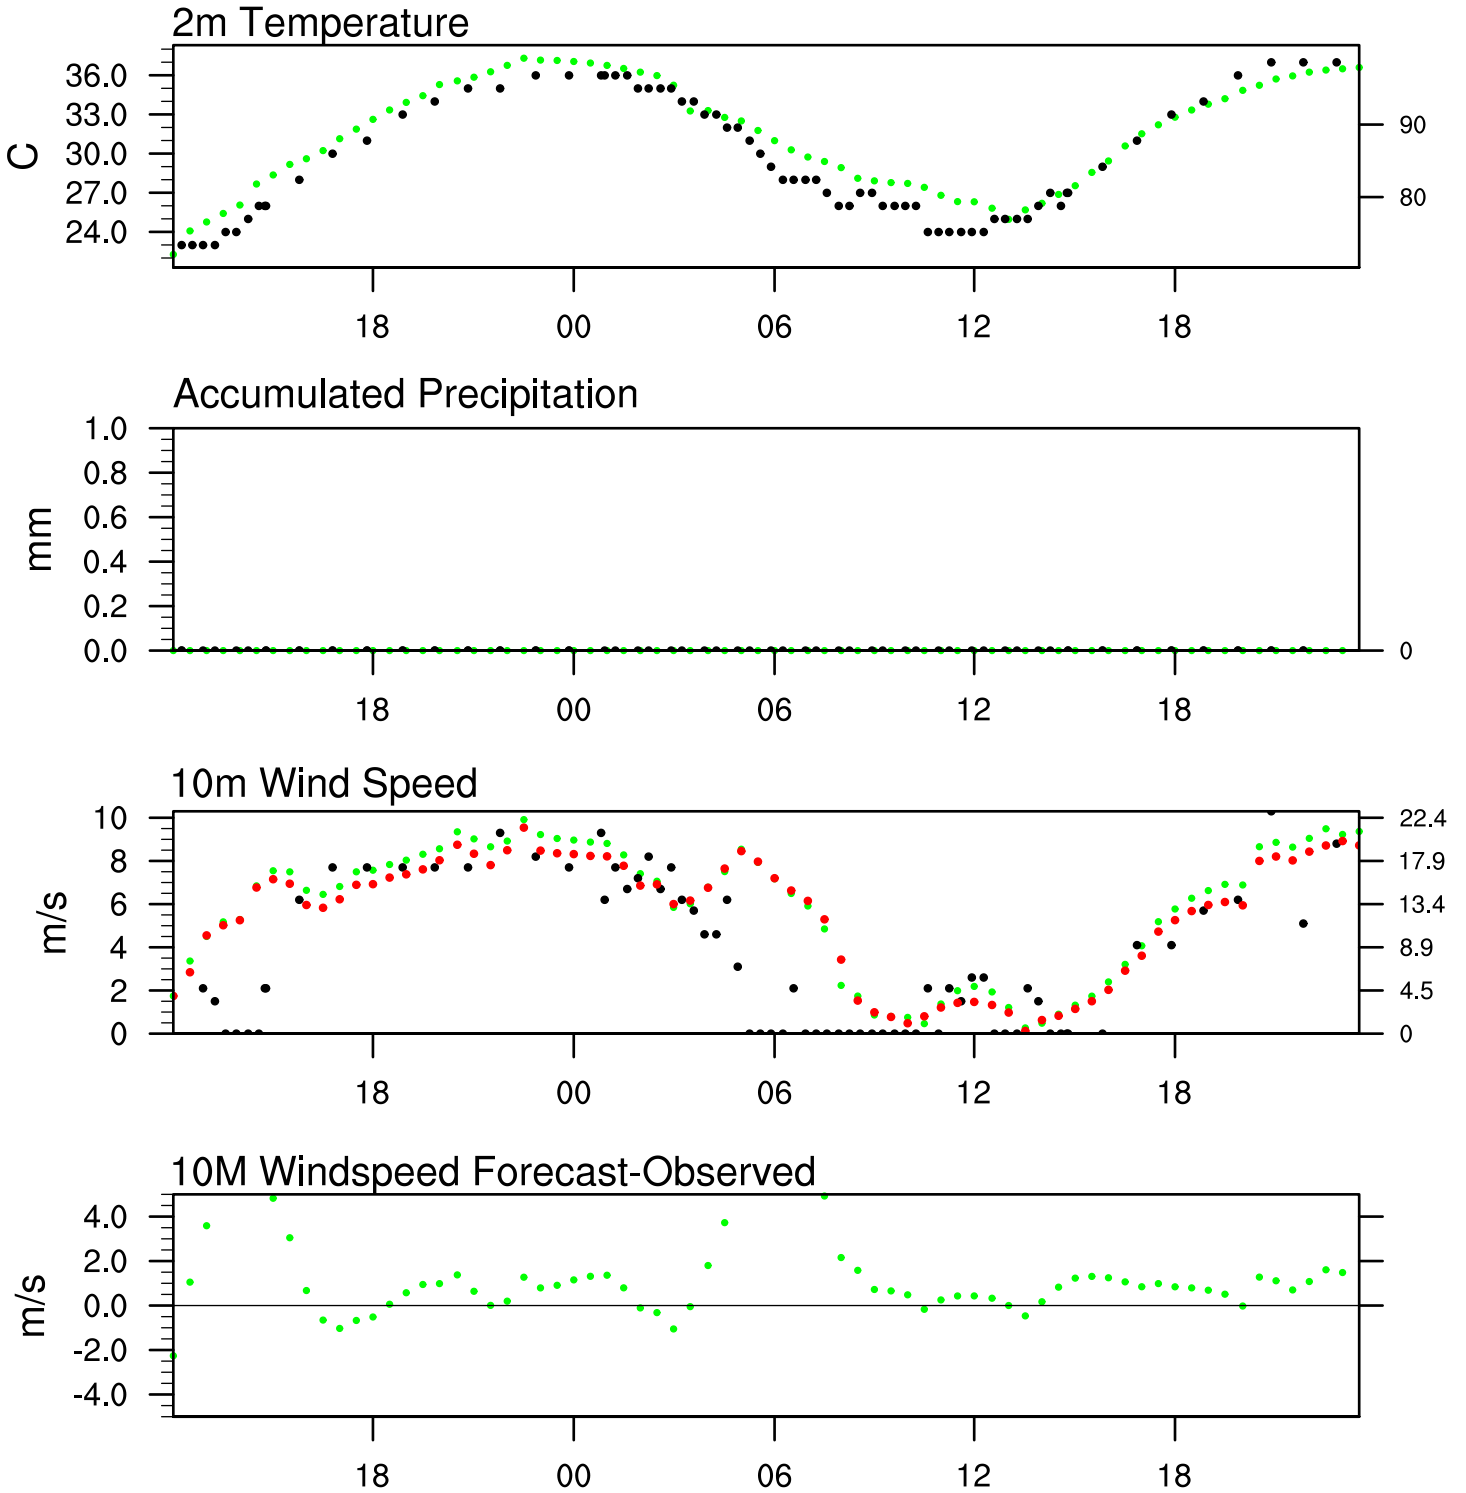 2m Temperature
36.0
33.0
30.0
27.0
24.0
C
90
80
18 00 06 12 18
Accumulated Precipitation
1.0
0.8
0.6
0.4
0.2
0.0
mm
0
18 00 06 12 18
10m Wind Speed
10
8
6
4
2
0
m/s
22.4
17.9
13.4
8.9
4.5
0
18 00 06 12 18
10M Windspeed Forecast-Observed
4.0
2.0
0.0
-2.0
-4.0
m/s
18 00 06 12 18